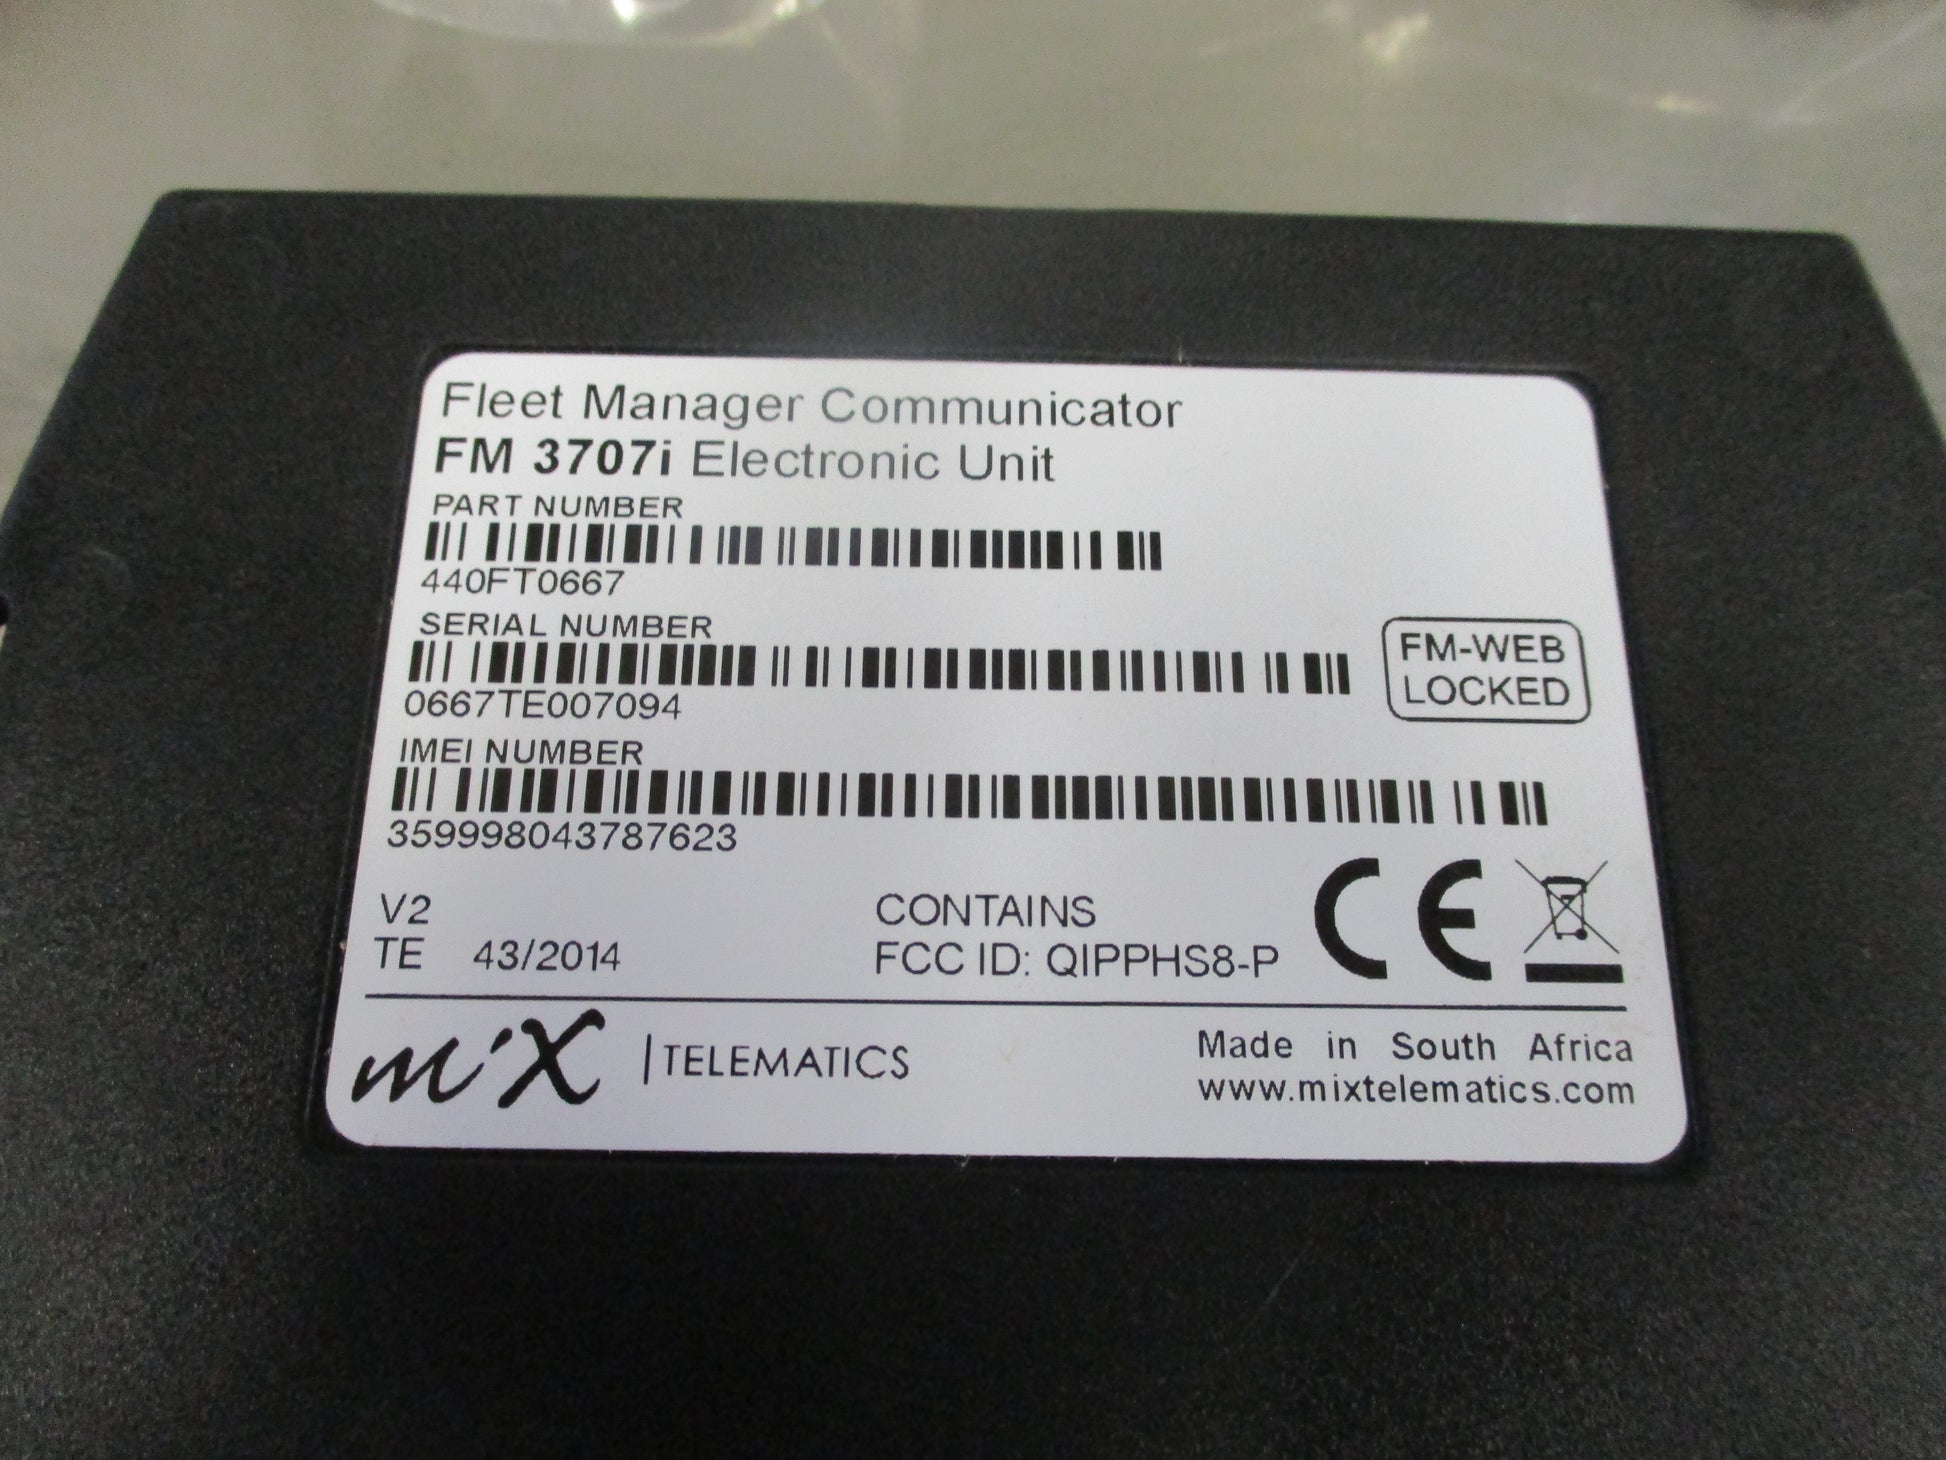 Fleet Manager Communicator
FM 3707i Electronic Unit
PART NUMBER
440FT0667
SERIAL NUMBER
0667TE007094
FM-WEB
LOCKED
IMEI NUMBER
359998043787623
V2
TE 43/2014
CONTAINS
FCC ID: QIPPHS8-P
CE
mix | TELEMATICS
Made in South Africa
www.mixtelematics.com